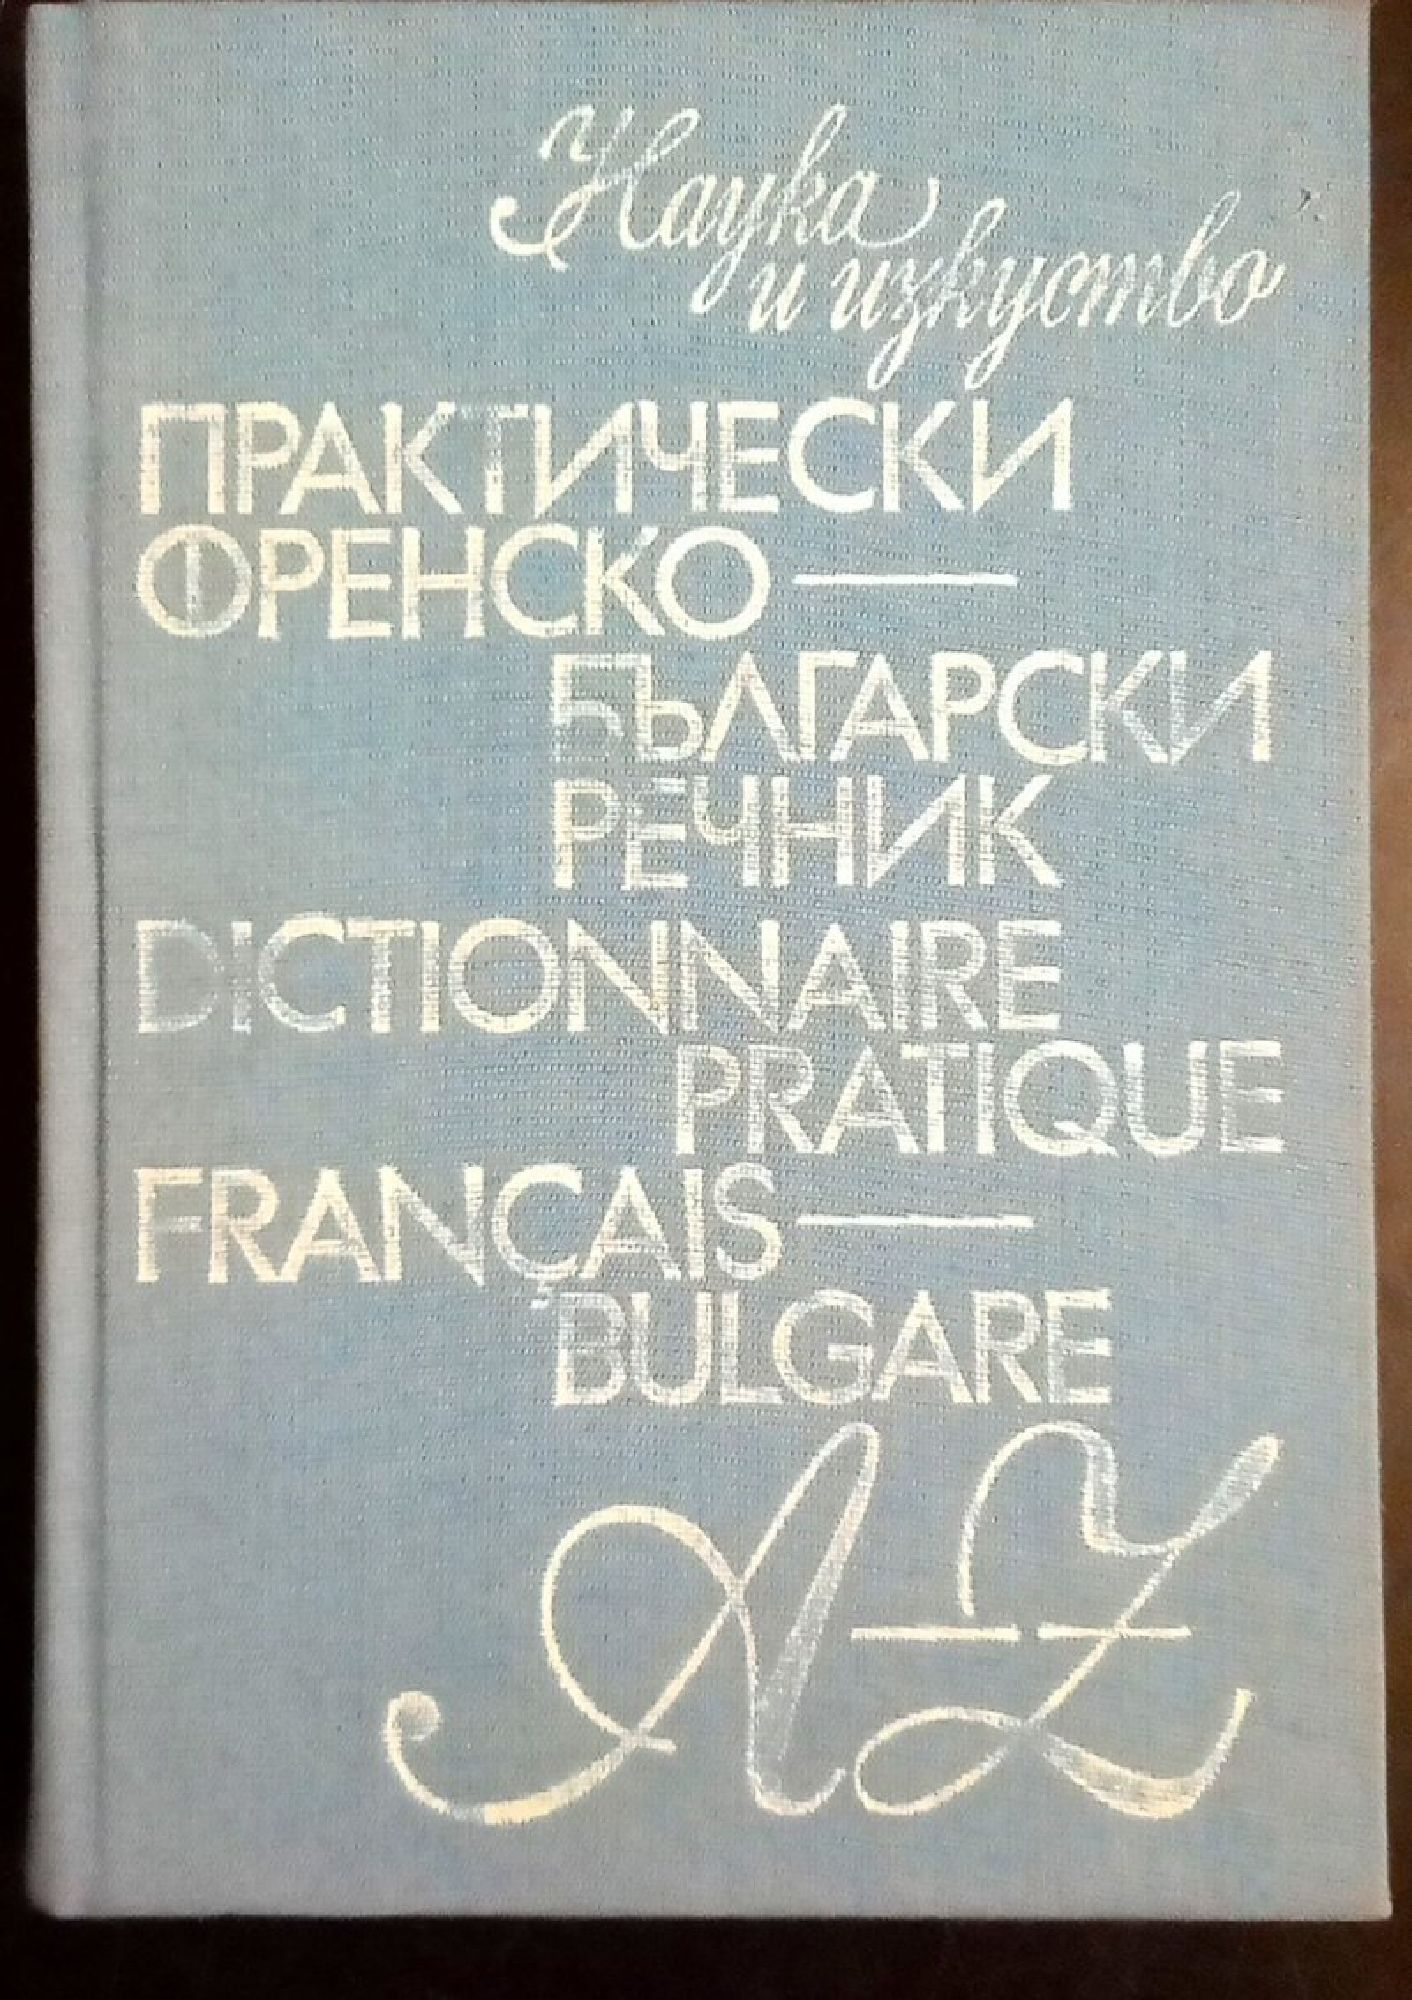 Наука
и изкуство
ПРАКТИЧЕСКИ
ФРЕНСКО—
БЪЛГАРСКИ
РЕЧНИК
DICTIONNAIRE
PRATIQUE
FRANÇAIS—
BULGARE
A-Z